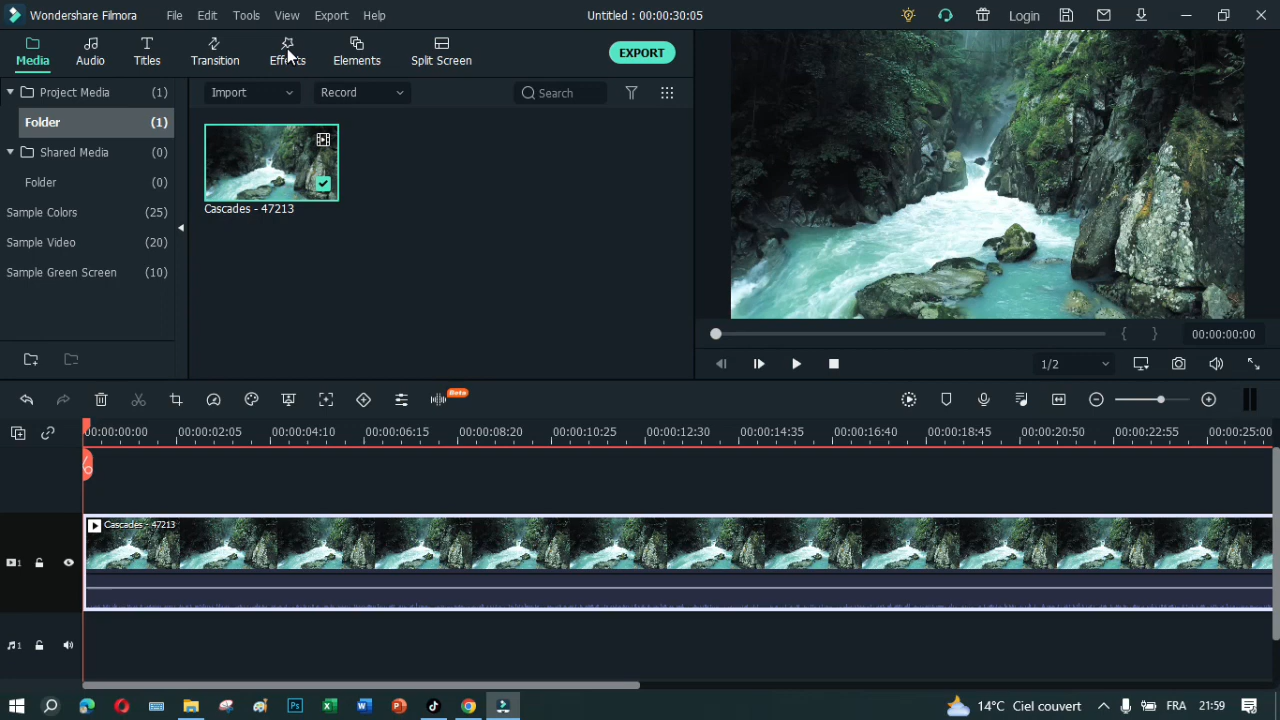 Wondershare Filmora File Edit Tools View Export Help Untitled : 00:00:30:05 Login
Media Audio Titles Transition Effects Elements Split Screen EXPORT
Project Media (1) Import Record Search
Folder (1)
Shared Media (0)
Folder (0)
Sample Colors (25) Cascades - 47213
Sample Video (20)
Sample Green Screen (10)
00:00:00:00
1/2
Beta
00:00:00:00 00:00:02:05 00:00:04:10 00:00:06:15 00:00:08:20 00:00:10:25 00:00:12:30 00:00:14:35 00:00:16:40 00:00:18:45 00:00:20:50 00:00:22:55 00:00:25:00
Cascades - 47213
1
1
14°C Ciel couvert FRA 21:59